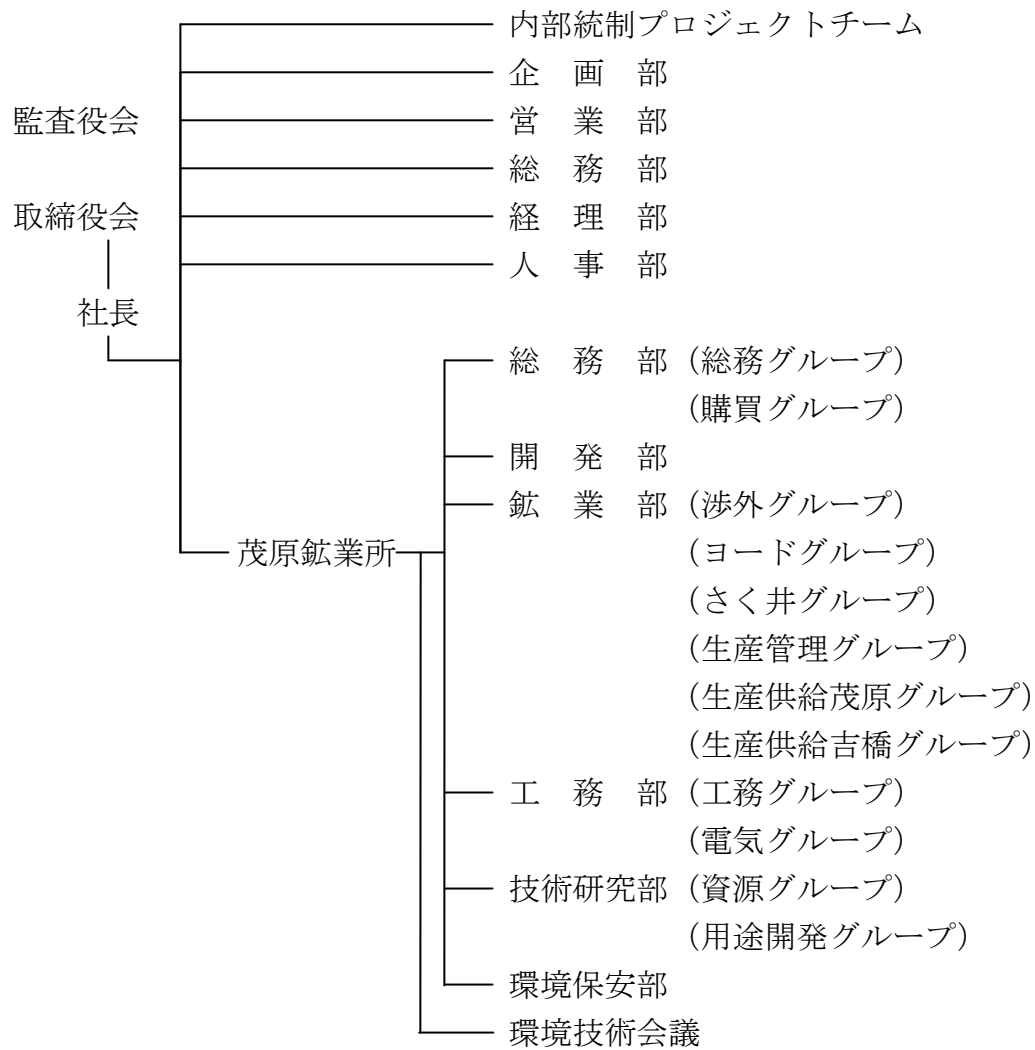 内部統制プロジェクトチーム
企　画　部
監査役会
営　業　部
総　務　部
取締役会
経　理　部
人　事　部
社長
総　務　部（総務グループ）
（購買グループ）
開　発　部
鉱　業　部（渉外グループ）
茂原鉱業所
（ヨードグループ）
（さく井グループ）
（生産管理グループ）
（生産供給茂原グループ）
（生産供給吉橋グループ）
工　務　部（工務グループ）
（電気グループ）
技術研究部（資源グループ）
（用途開発グループ）
環境保安部
環境技術会議